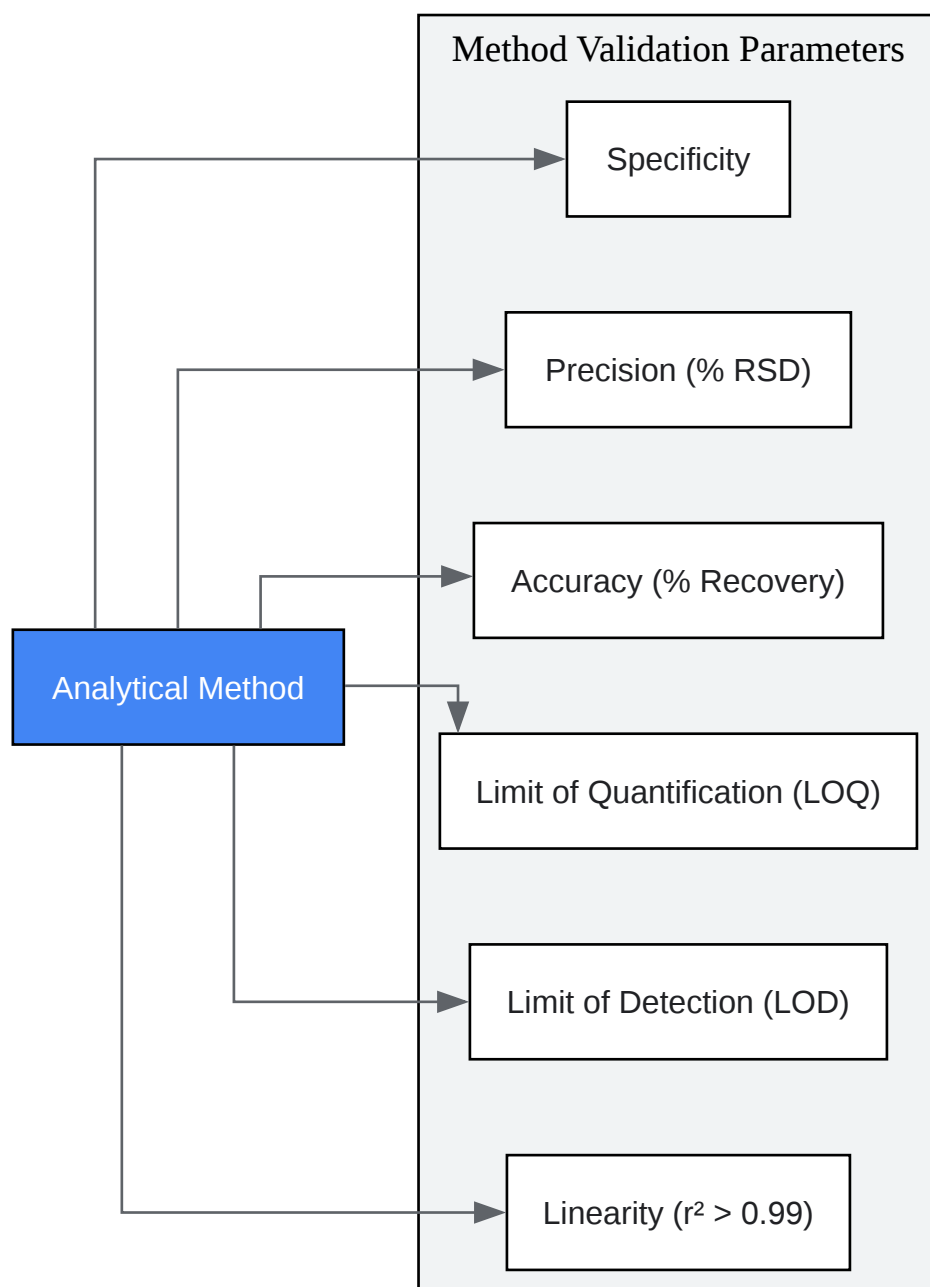 Method Validation Parameters
Specificity
Precision (% RSD)
Accuracy (% Recovery)
Analytical Method
Limit of Quantification (LOQ)
Limit of Detection (LOD)
Linearity (r² > 0.99)